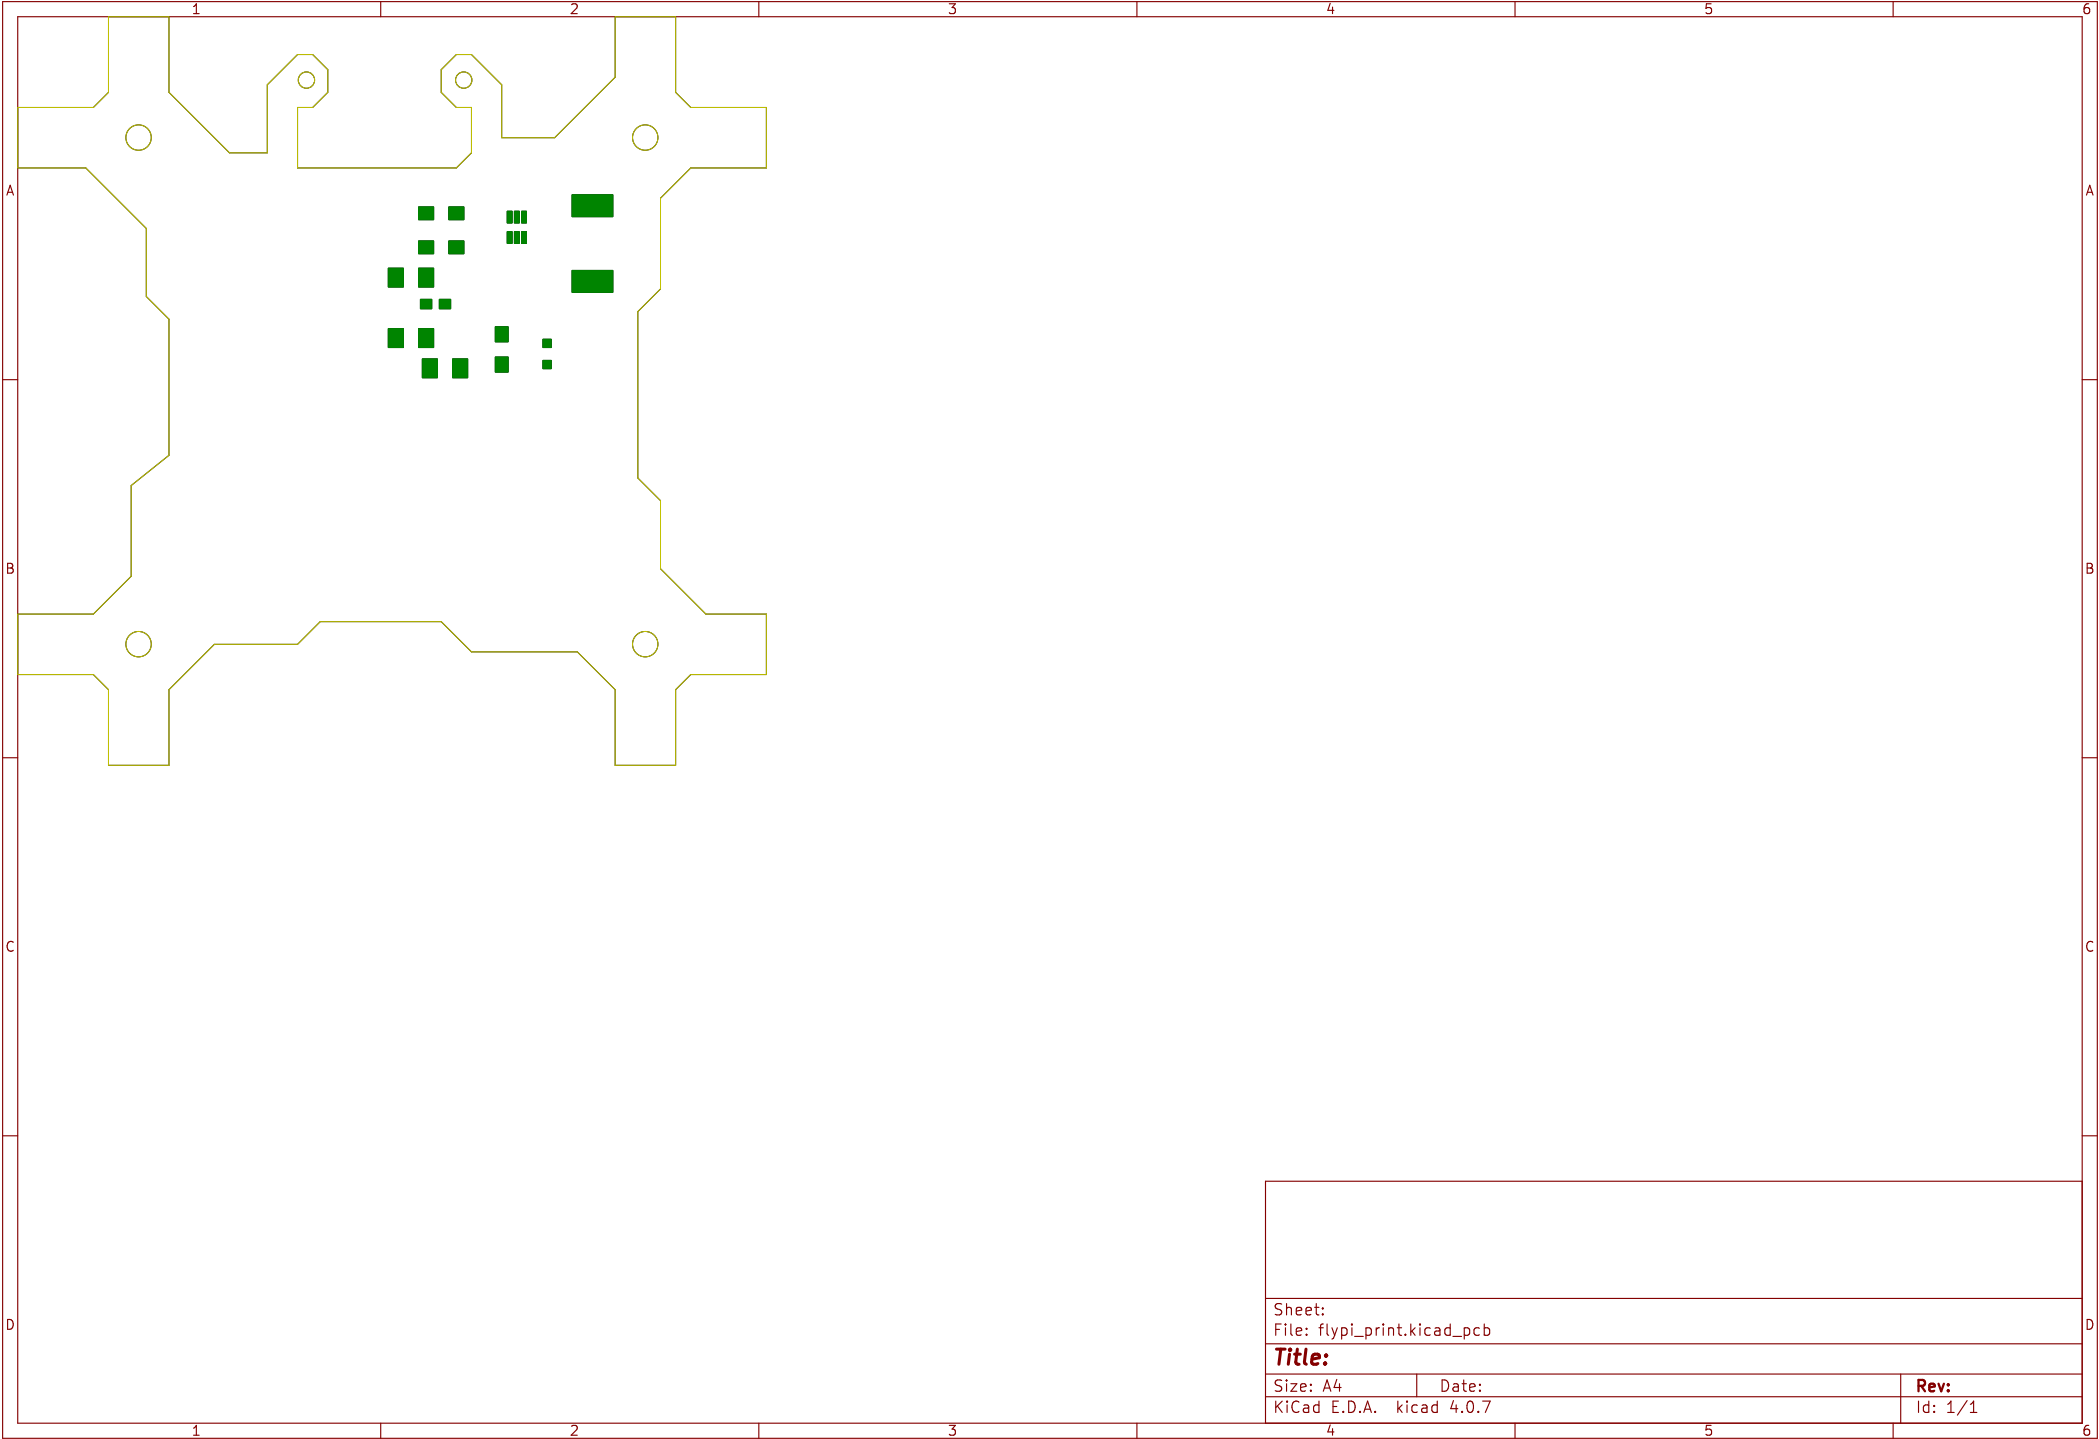 1 2 3 4 5 6
A A
B B
C C
D D
Sheet:
File: flypi_print.kicad_pcb
Title:
Size: A4 Date: Rev:
KiCad E.D.A. kicad 4.0.7 Id: 1/1
1 2 3 4 5 6